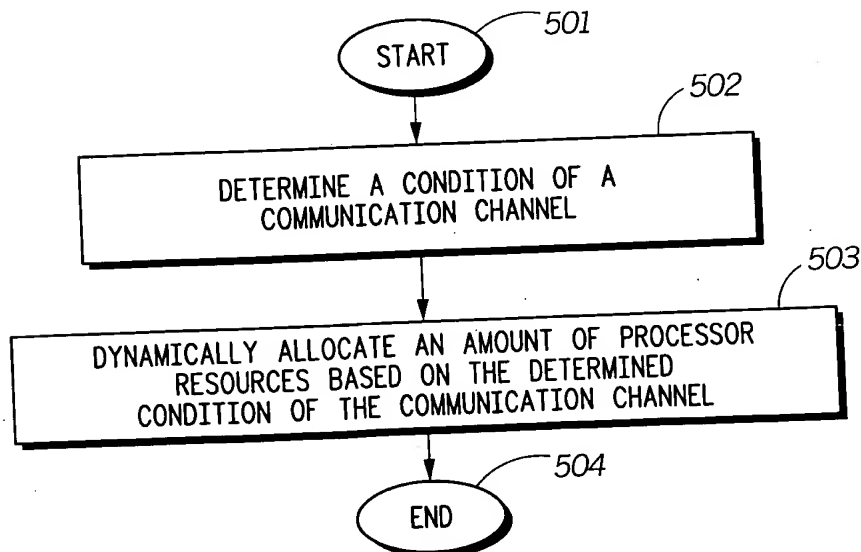 501
START
502
DETERMINE A CONDITION OF A
COMMUNICATION CHANNEL
503
DYNAMICALLY ALLOCATE AN AMOUNT OF PROCESSOR
RESOURCES BASED ON THE DETERMINED
CONDITION OF THE COMMUNICATION CHANNEL
504
END